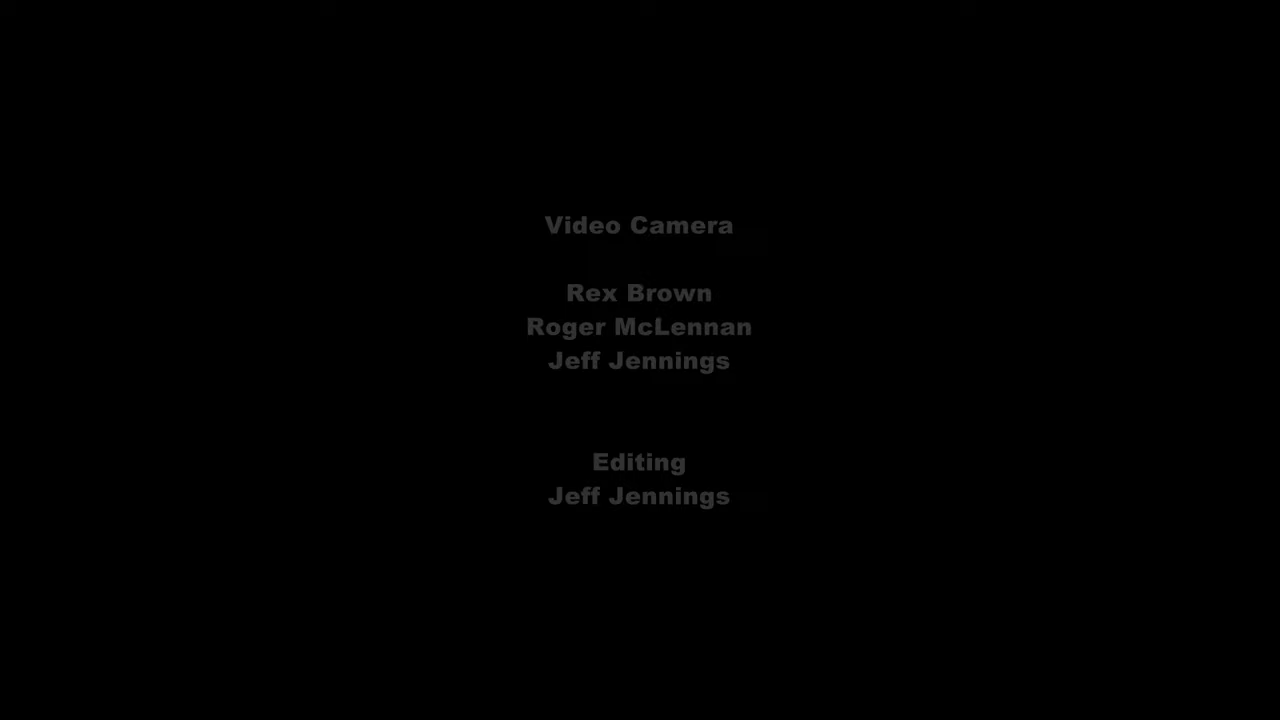 Video Camera
Rex Brown
Roger McLennan
Jeff Jennings
Editing
Jeff Jennings